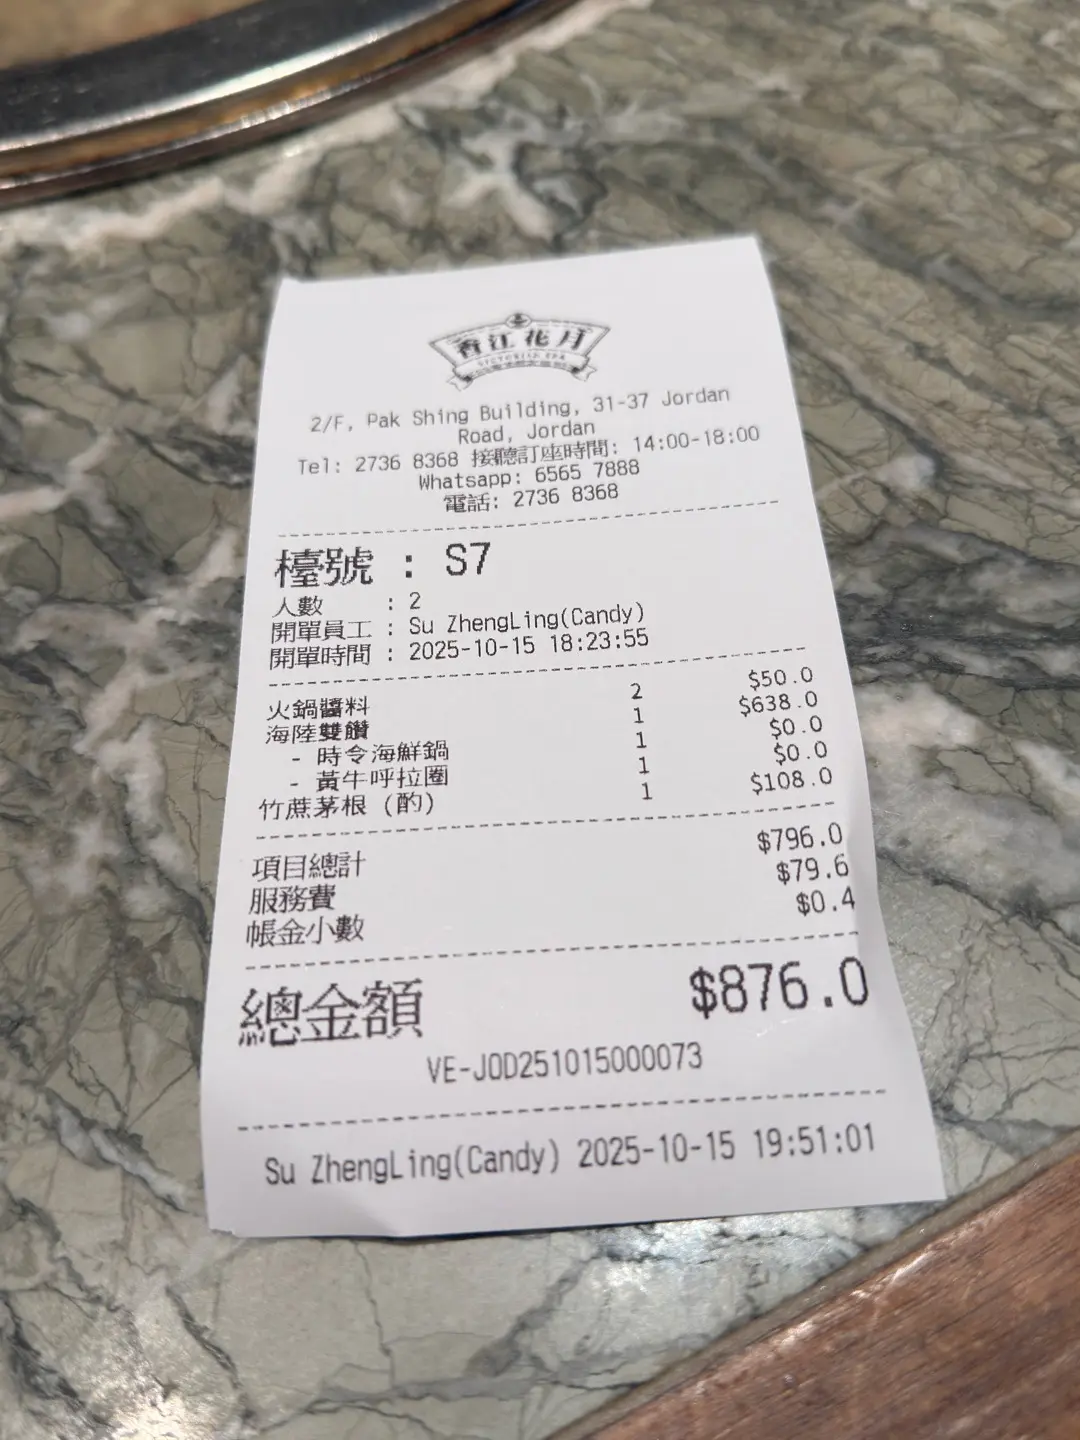 香江花月
VICTORIAN ERA
2/F, Pak Shing Building, 31-37 Jordan
Road, Jordan
Tel: 2736 8368 接聽訂座時間: 14:00-18:00
Whatsapp: 6565 7888
電話: 2736 8368
檯號 : S7
人數 : 2
開單員工 : Su ZhengLing(Candy)
開單時間 : 2025-10-15 18:23:55
火鍋醬料 2 $50.0
海陸雙鑽 1 $638.0
- 時令海鮮鍋 1 $0.0
- 黃牛呼拉圈 1 $0.0
竹蔗茅根 (酌) 1 $108.0
項目總計 $796.0
服務費 $79.6
帳金小數 $0.4
總金額 $876.0
VE-JOD251015000073
Su ZhengLing(Candy) 2025-10-15 19:51:01